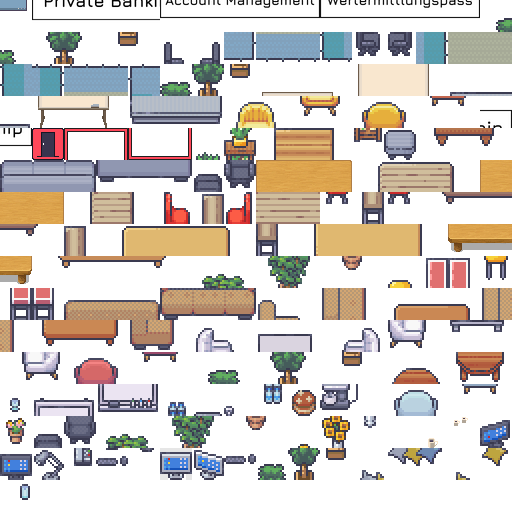 Private Banki
Account Management
Wertermittlungspass